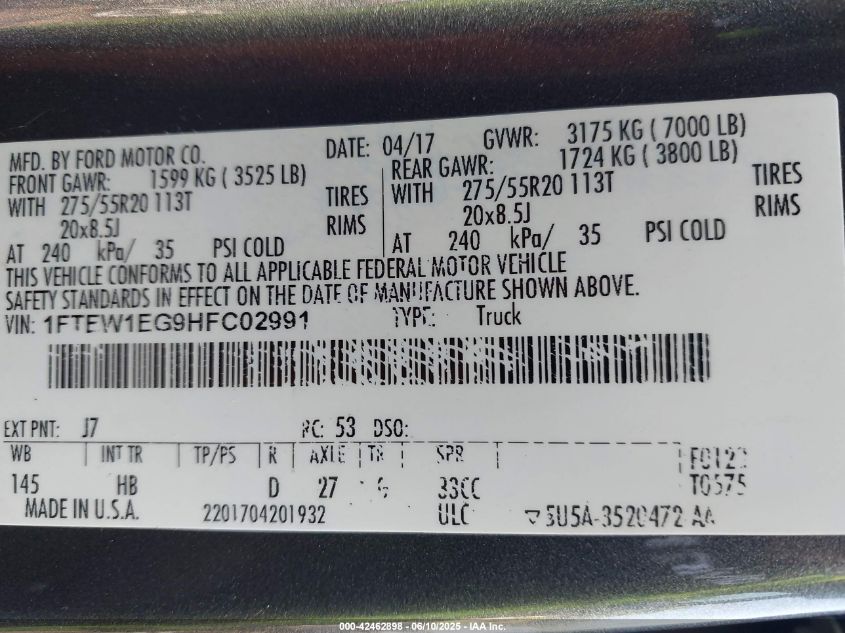 MFD. BY FORD MOTOR CO. DATE: 04/17 GVWR: 3175 KG ( 7000 LB)
FRONT GAWR: 1599 KG ( 3525 LB) REAR GAWR: 1724 KG ( 3800 LB)
WITH 275/55R20 113T TIRES WITH 275/55R20 113T TIRES
20x8.5J RIMS 20x8.5J RIMS
AT 240 kPa/ 35 PSI COLD AT 240 kPa/ 35 PSI COLD
THIS VEHICLE CONFORMS TO ALL APPLICABLE FEDERAL MOTOR VEHICLE
SAFETY STANDARDS IN EFFECT ON THE DATE OF MANUFACTURE SHOWN ABOVE.
VIN: 1FTEW1EG9HFC02991 TYPE: Truck
EXT PNT: J7 RC: 53 DSO:
WB INT TR TP/PS R AXLE TR SPR
145 HB D 27 33CC
MADE IN U.S.A. 2201704201932 ULC
000-42462898 - 06/10/2025 - IAA Inc.